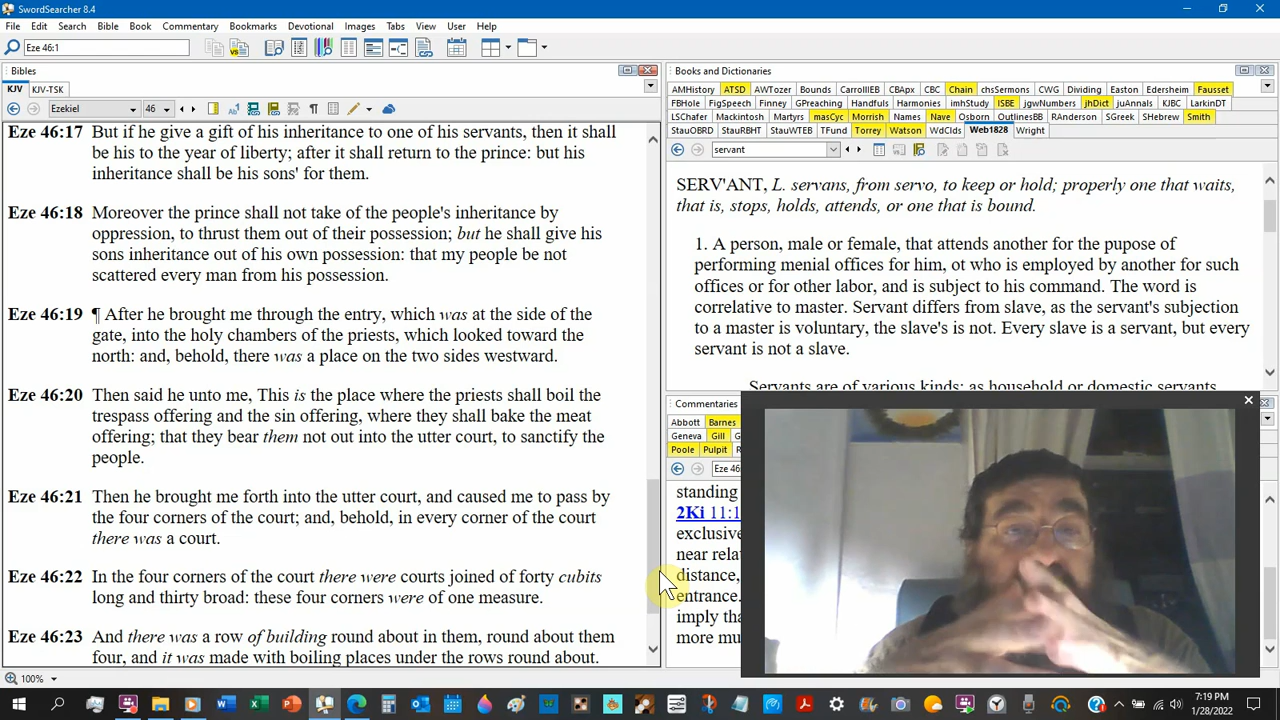 SwordSearcher 8.4
File Edit Search Bible Book Commentary Bookmarks Devotional Images Tabs View User Help
Eze 46:1
Bibles
KJV KJV-TSK
Ezekiel 46
Eze 46:17 But if he give a gift of his inheritance to one of his servants, then it shall
be his to the year of liberty; after it shall return to the prince: but his
inheritance shall be his sons' for them.
Eze 46:18 Moreover the prince shall not take of the people's inheritance by
oppression, to thrust them out of their possession; but he shall give his
sons inheritance out of his own possession: that my people be not
scattered every man from his possession.
Eze 46:19 ¶ After he brought me through the entry, which was at the side of the
gate, into the holy chambers of the priests, which looked toward the
north: and, behold, there was a place on the two sides westward.
Eze 46:20 Then said he unto me, This is the place where the priests shall boil the
trespass offering and the sin offering, where they shall bake the meat
offering; that they bear them not out into the utter court, to sanctify the
people.
Eze 46:21 Then he brought me forth into the utter court, and caused me to pass by
the four corners of the court; and, behold, in every corner of the court
there was a court.
Eze 46:22 In the four corners of the court there were courts joined of forty cubits
long and thirty broad: these four corners were of one measure.
Eze 46:23 And there was a row of building round about in them, round about them
four, and it was made with boiling places under the rows round about.
100%
Books and Dictionaries
AMHistory ATSD AWTozer Bounds CarrollEIB CBApx CBC Chain chsSermons CWG Dividing Easton Edersheim Fausset
FBHole FigSpeech Finney GPreaching Handfuls Harmonies imhStudy ISBE jgwNumbers jhDict juAnnals KJBC LarkinDT
LSChafer Mackintosh Martyrs masCyc Morrish Names Nave Osborn OutlinesBB RAnderson SGreek SHebrew Smith
StauOBRD StauRBHT StauWTEB TFund Torrey Watson WdClds Web1828 Wright
servant
SERV'ANT, L. servans, from servo, to keep or hold; properly one that waits,
that is, stops, holds, attends, or one that is bound.
1. A person, male or female, that attends another for the pupose of
performing menial offices for him, ot who is employed by another for such
offices or for other labor, and is subject to his command. The word is
correlative to master. Servant differs from slave, as the servant's subjection
to a master is voluntary, the slave's is not. Every slave is a servant, but every
servant is not a slave.
Servants are of various kinds; as household or domestic servants
Commentaries
Abbott Barnes
Geneva Gill
Poole Pulpit
Eze 46
standing
2Ki 11:1
exclusive
near rela
distance,
entrance.
imply tha
more mu
7:19 PM
1/28/2022